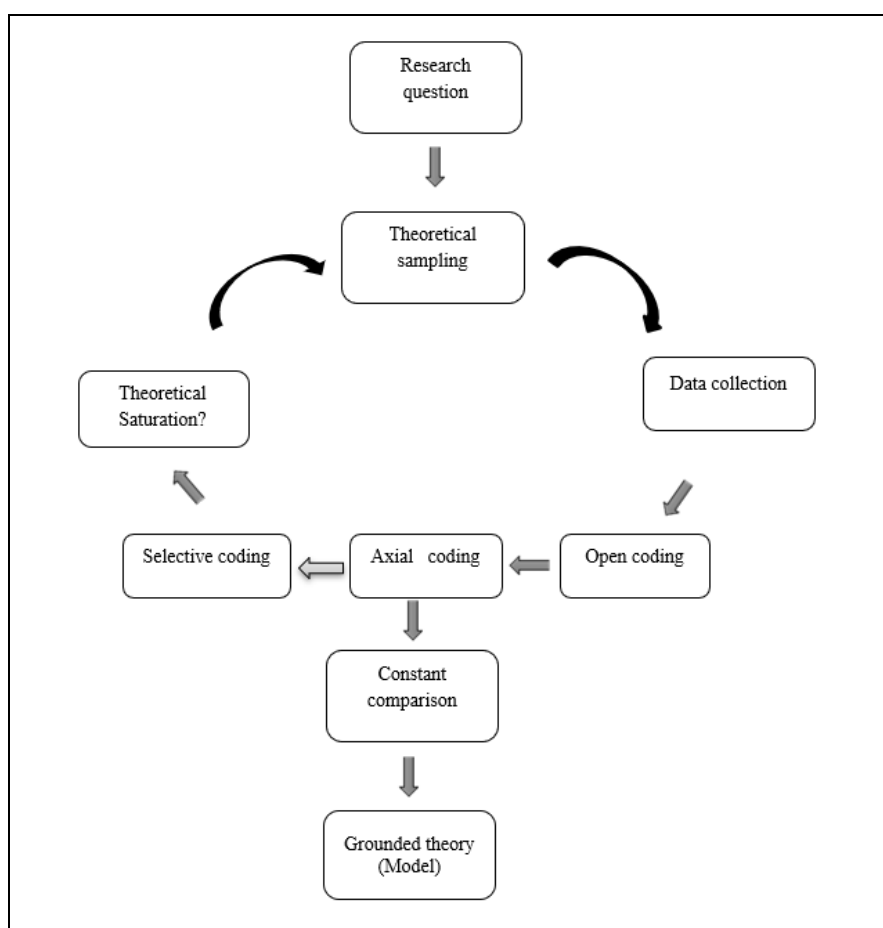 Research
question
Theoretical
sampling
Data collection
Theoretical
Saturation?
Selective coding
Axial coding
Open coding
Constant
comparison
Grounded theory
(Model)